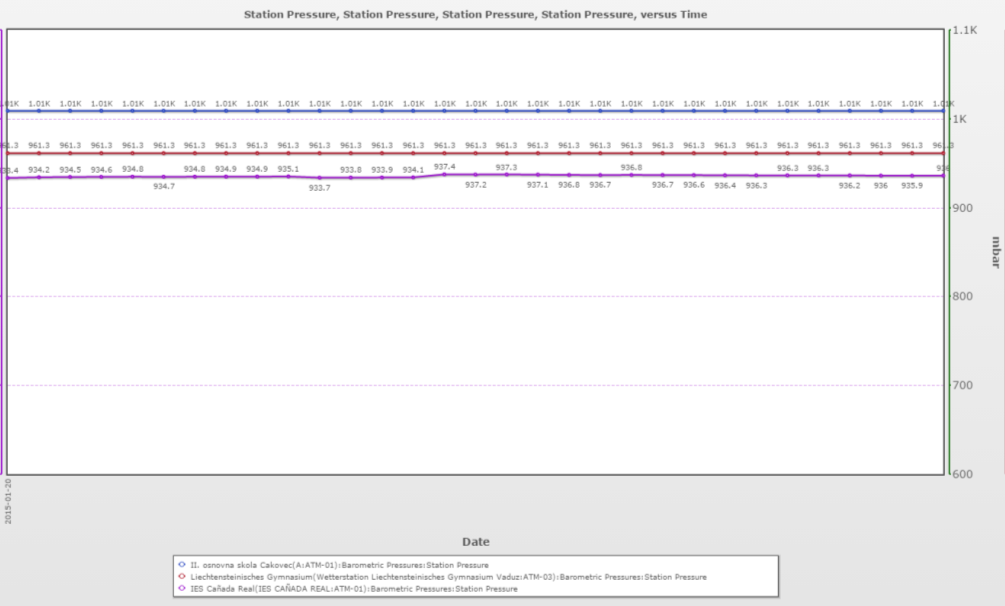 Station Pressure, Station Pressure, Station Pressure, Station Pressure, versus Time
1.1K
1.01K 1.01K 1.01K 1.01K 1.01K 1.01K 1.01K 1.01K 1.01K 1.01K 1.01K 1.01K 1.01K 1.01K 1.01K 1.01K 1.01K 1.01K 1.01K 1.01K 1.01K 1.01K 1.01K 1.01K 1.01K 1.01K 1.01K 1.01K 1.01K 1.01K
1K
961.3 961.3 961.3 961.3 961.3 961.3 961.3 961.3 961.3 961.3 961.3 961.3 961.3 961.3 961.3 961.3 961.3 961.3 961.3 961.3 961.3 961.3 961.3 961.3 961.3 961.3 961.3 961.3 961.3 961.3
934.2 934.5 934.6 934.8 934.8 934.9 934.9 935.1 933.8 933.9 934.1 937.4 937.3 936.8 936.3 936.3 936
934.7 933.7 937.2 937.1 936.8 936.7 936.7 936.6 936.4 936.3 936.2 936 935.9
900
mbar
800
700
600
2015-01-20
Date
II. osnovna skola Cakovec(A:ATM-01):Barometric Pressures:Station Pressure
Liechtensteinisches Gymnasium(Wetterstation Liechtensteinisches Gymnasium Vaduz:ATM-03):Barometric Pressures:Station Pressure
IES Cañada Real(IES CAÑADA REAL:ATM-01):Barometric Pressures:Station Pressure